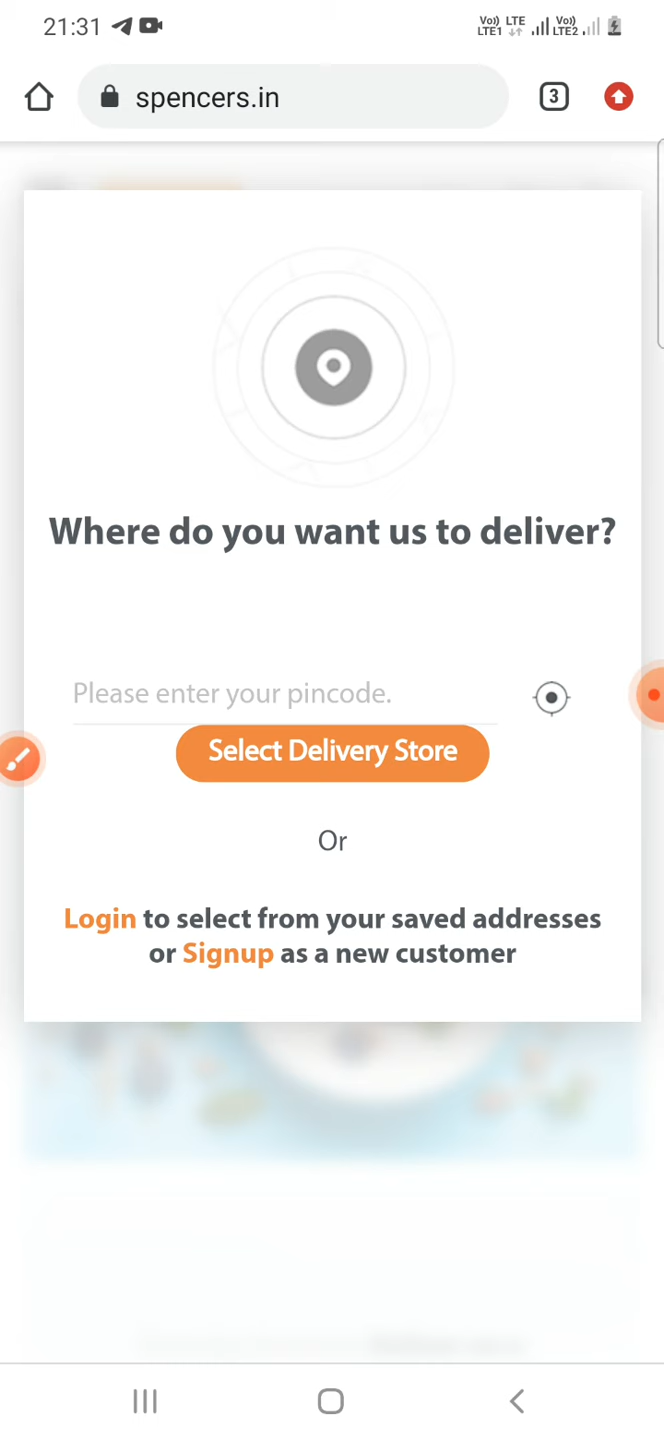 21:31
Vo)) LTE
LTE1
Vo))
LTE2
spencers.in
3
Where do you want us to deliver?
Please enter your pincode.
Select Delivery Store
Or
Login to select from your saved addresses
or Signup as a new customer